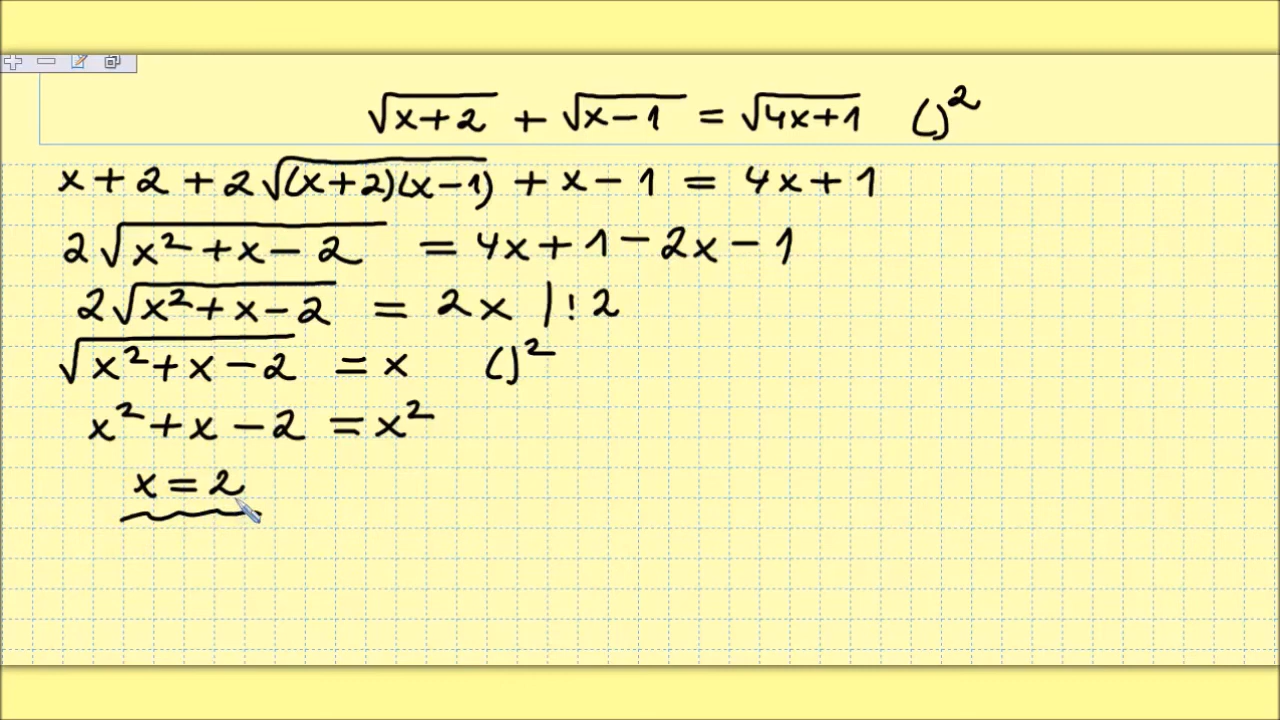 √(x+2) + √(x−1) = √(4x+1) ()²
x + 2 + 2√((x+2)(x−1)) + x − 1 = 4x + 1
2√(x² + x − 2) = 4x + 1 − 2x − 1
2√(x² + x − 2) = 2x | : 2
√(x² + x − 2) = x ()²
x² + x − 2 = x²
x = 2